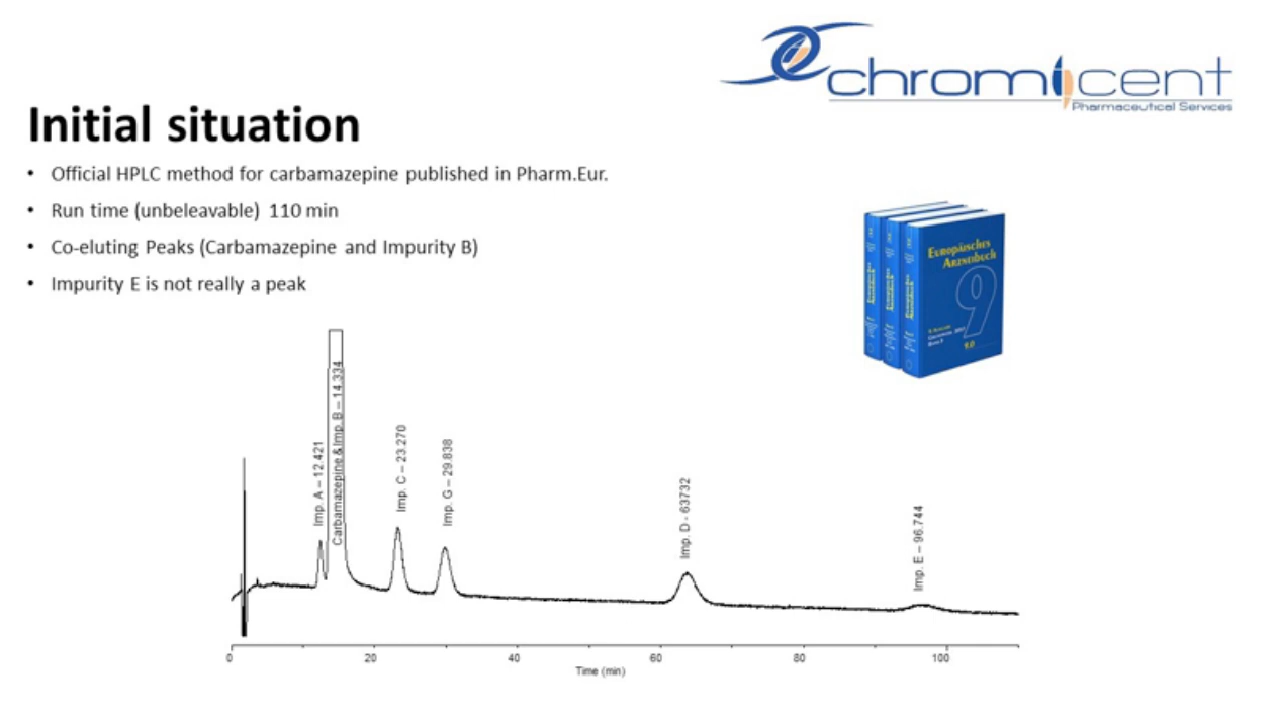 chromicent
Pharmaceutical Services
Initial situation
• Official HPLC method for carbamazepine published in Pharm.Eur.
• Run time (unbeleavable) 110 min
• Co-eluting Peaks (Carbamazepine and Impurity B)
• Impurity E is not really a peak
Europäisches
Arzneibuch
9
9.0
Imp. A – 12.421
Carbamazepine & Imp. B – 14.334
Imp. C – 23.270
Imp. G – 29.838
Imp. D - 63732
Imp. E – 96.744
0 20 40 60 80 100
Time (min)